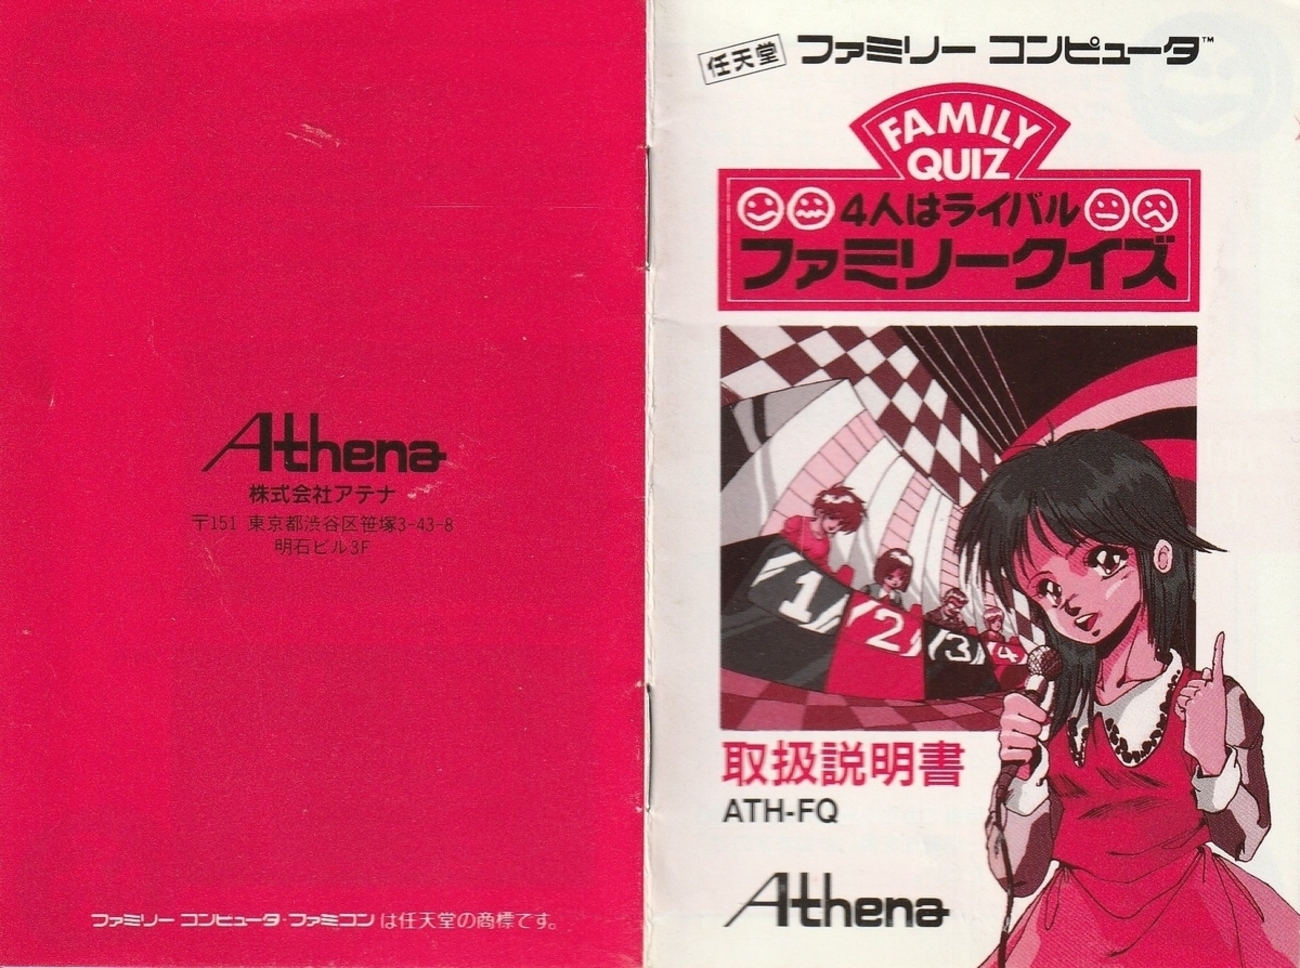 Athena
株式会社アテナ
〒151 東京都渋谷区笹塚3-43-8
明石ビル3F
ファミリー コンピュータ・ファミコン は任天堂の商標です。
任天堂 ファミリー コンピュータ™
FAMILY
QUIZ
4人はライバル
ファミリークイズ
1
2
3
4
取扱説明書
ATH-FQ
Athena